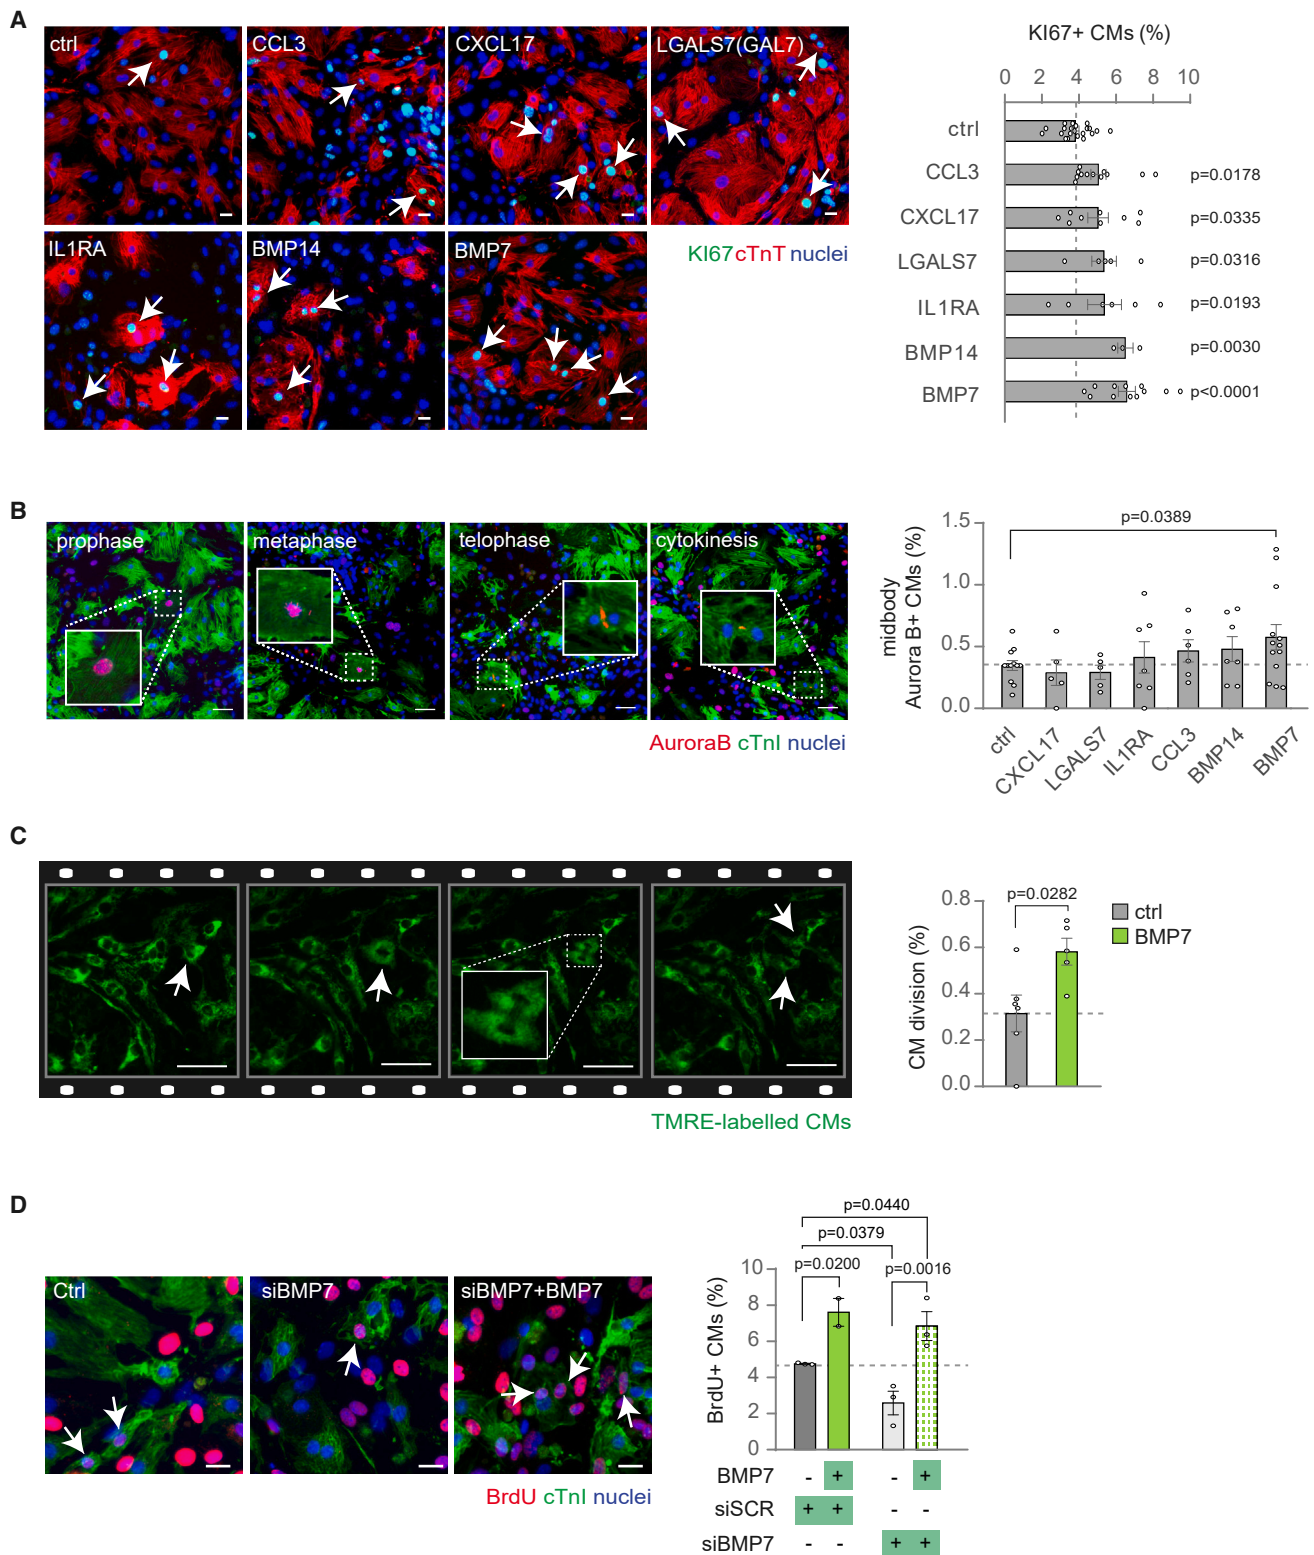 A
ctrl
CCL3
CXCL17
LGALS7(GAL7)
IL1RA
BMP14
BMP7
KI67cTnT nuclei
KI67+ CMs (%)
0 2 4 6 8 10
ctrl
CCL3 p=0.0178
CXCL17 p=0.0335
LGALS7 p=0.0316
IL1RA p=0.0193
BMP14 p=0.0030
BMP7 p<0.0001
B
prophase
metaphase
telophase
cytokinesis
AuroraB cTnI nuclei
midbody
Aurora B+ CMs (%)
1.5
1.0
0.5
0.0
p=0.0389
ctrl
CXCL17
LGALS7
IL1RA
CCL3
BMP14
BMP7
C
TMRE-labelled CMs
CM division (%)
0.8
0.6
0.4
0.2
0.0
p=0.0282
ctrl
BMP7
D
Ctrl
siBMP7
siBMP7+BMP7
BrdU cTnI nuclei
BrdU+ CMs (%)
10
8
6
4
2
0
p=0.0440
p=0.0379
p=0.0200
p=0.0016
BMP7 - + - +
siSCR + + - -
siBMP7 - - + +